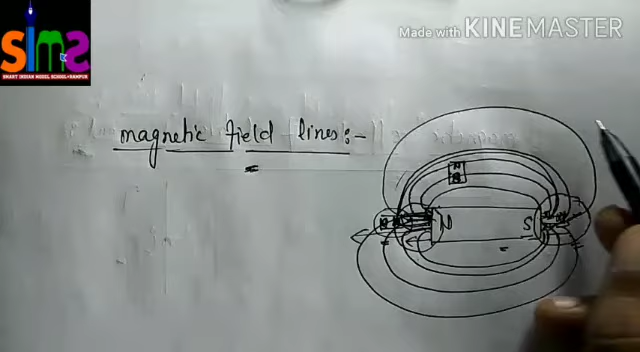 Made with KINEMASTER
SIMS
SMART INDIAN MODEL SCHOOL RAMPUR
magnetic field lines:-
N S